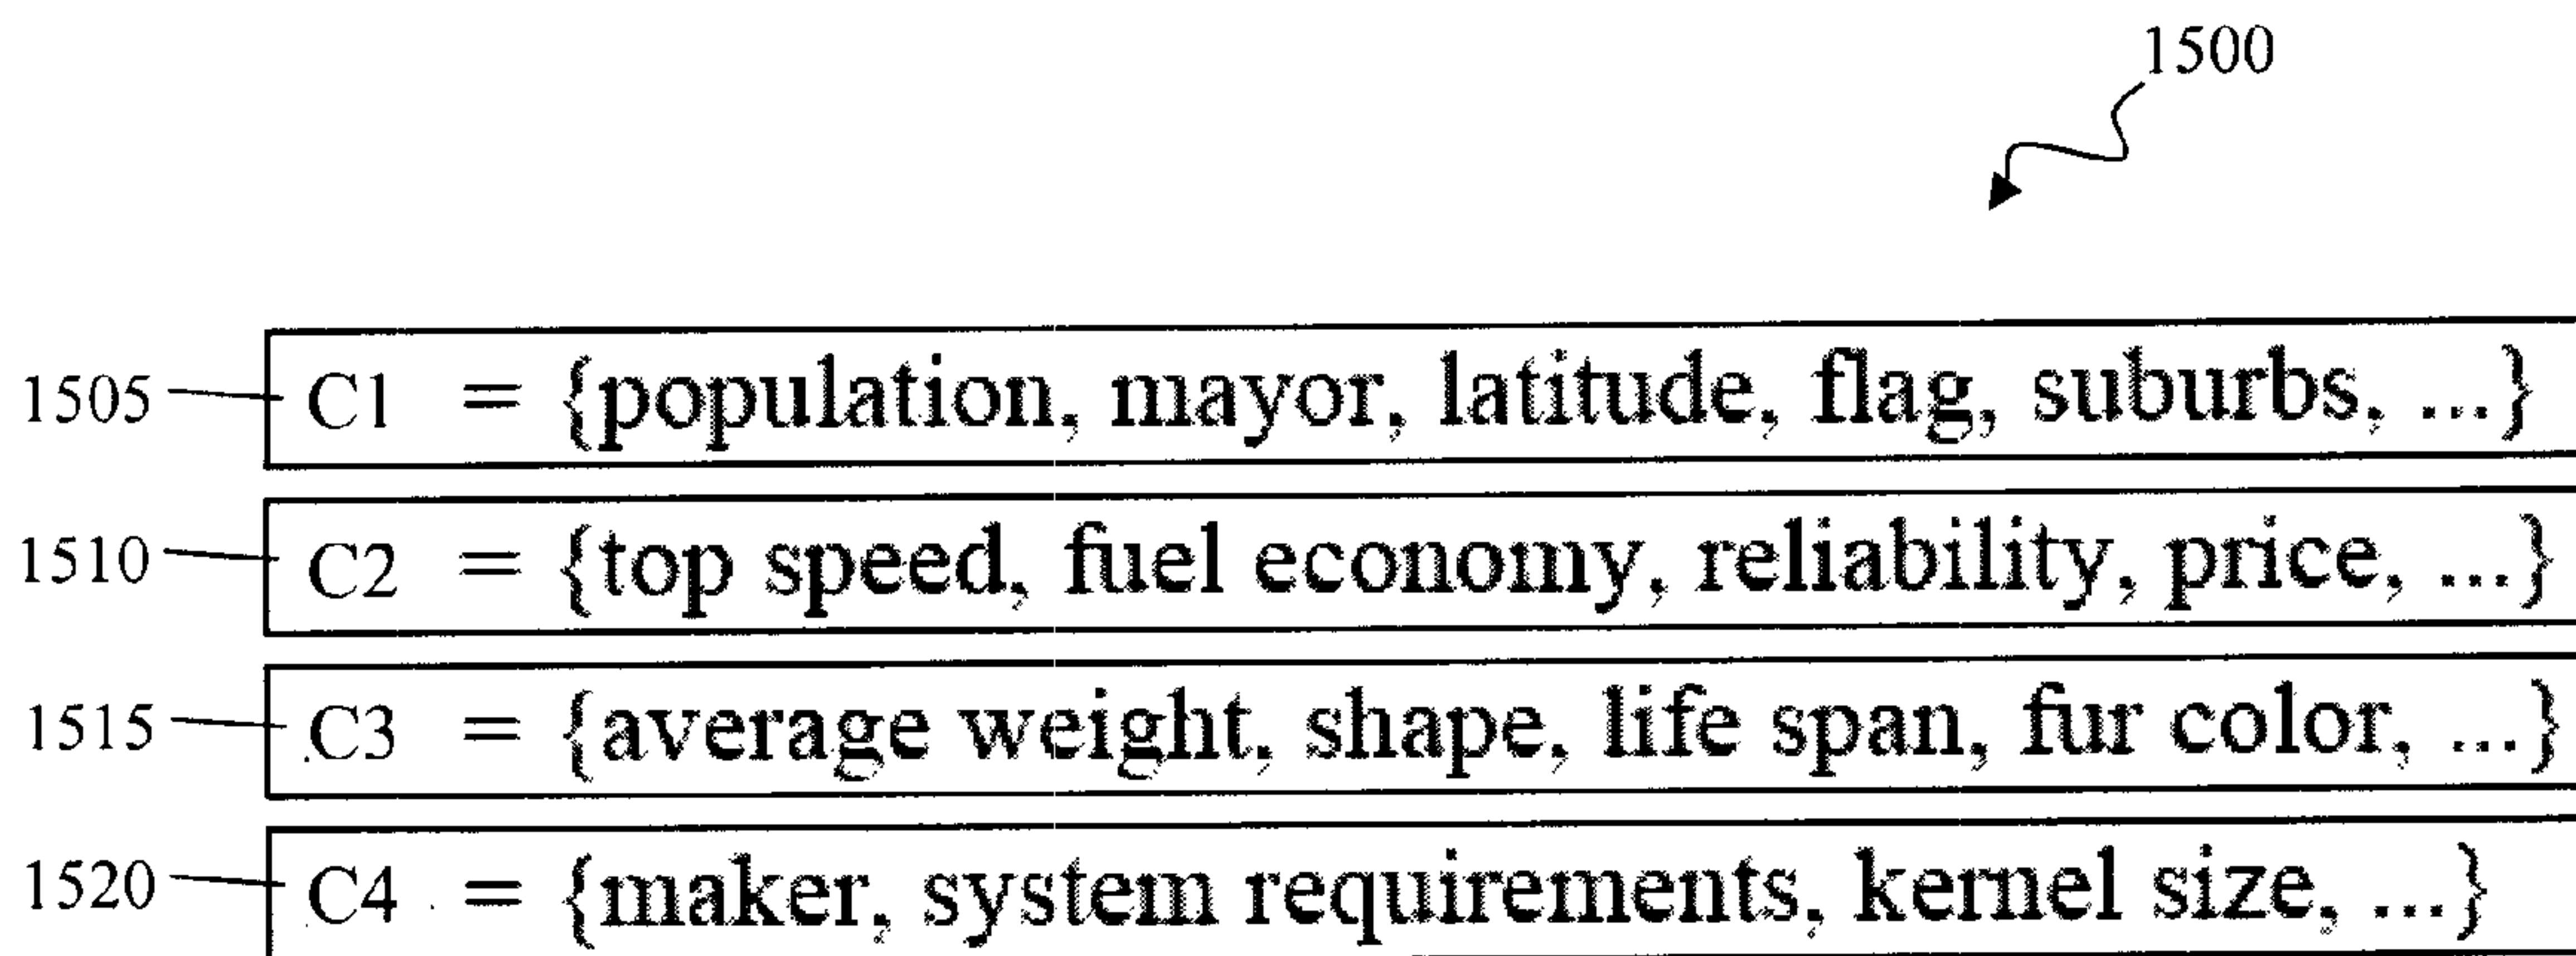 1500
1505 C1 = {population, mayor, latitude, flag, suburbs, ...}
1510 C2 = {top speed, fuel economy, reliability, price, ...}
1515 C3 = {average weight, shape, life span, fur color, ...}
1520 C4 = {maker, system requirements, kernel size, ...}